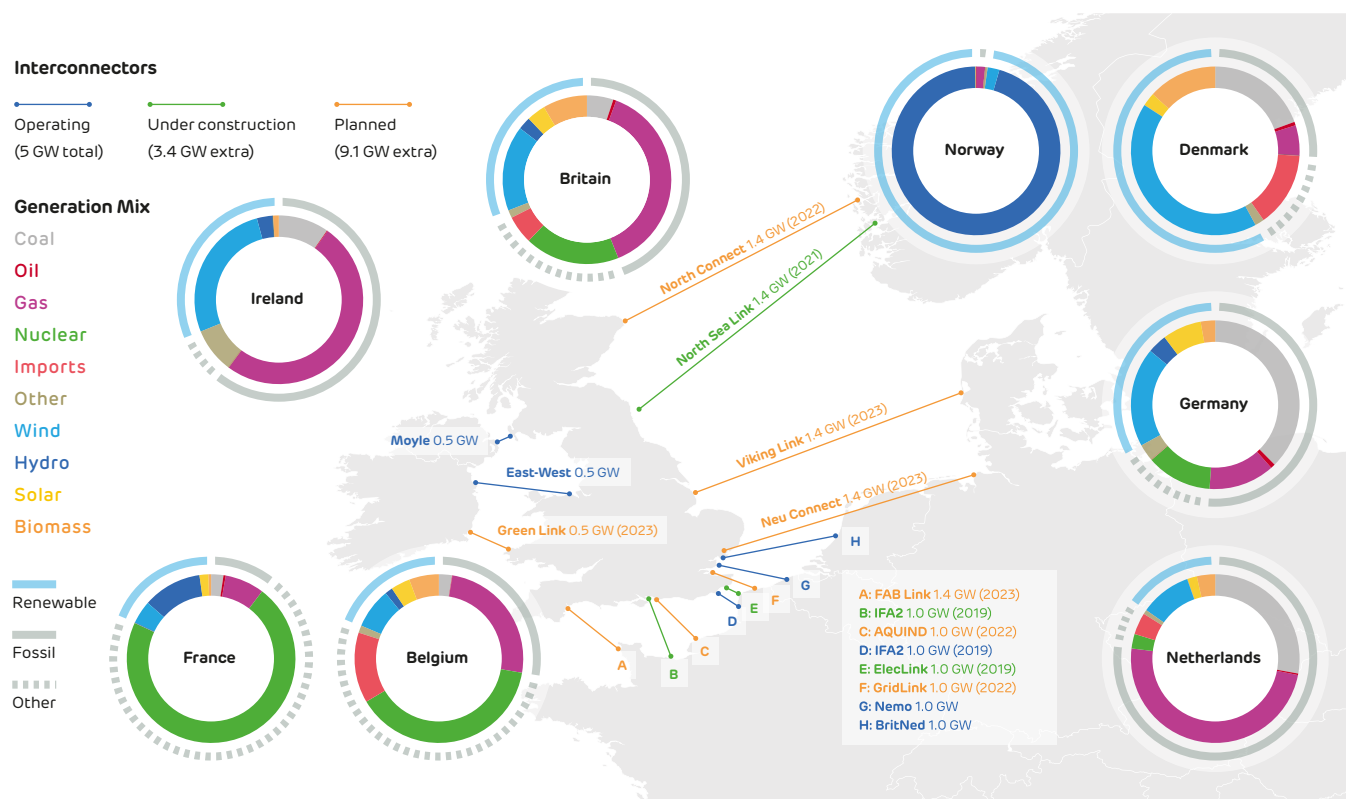 Interconnectors
Operating
(5 GW total)
Under construction
(3.4 GW extra)
Planned
(9.1 GW extra)
Generation Mix
Coal
Oil
Gas
Nuclear
Imports
Other
Wind
Hydro
Solar
Biomass
Renewable
Fossil
Other
Ireland
Britain
Norway
Denmark
Germany
France
Belgium
Netherlands
North Connect 1.4 GW (2022)
North Sea Link 1.4 GW (2021)
Viking Link 1.4 GW (2023)
Neu Connect 1.4 GW (2023)
Moyle 0.5 GW
East-West 0.5 GW
Green Link 0.5 GW (2023)
H
G
F
E
D
C
B
A
A: FAB Link 1.4 GW (2023)
B: IFA2 1.0 GW (2019)
C: AQUIND 1.0 GW (2022)
D: IFA2 1.0 GW (2019)
E: ElecLink 1.0 GW (2019)
F: GridLink 1.0 GW (2022)
G: Nemo 1.0 GW
H: BritNed 1.0 GW